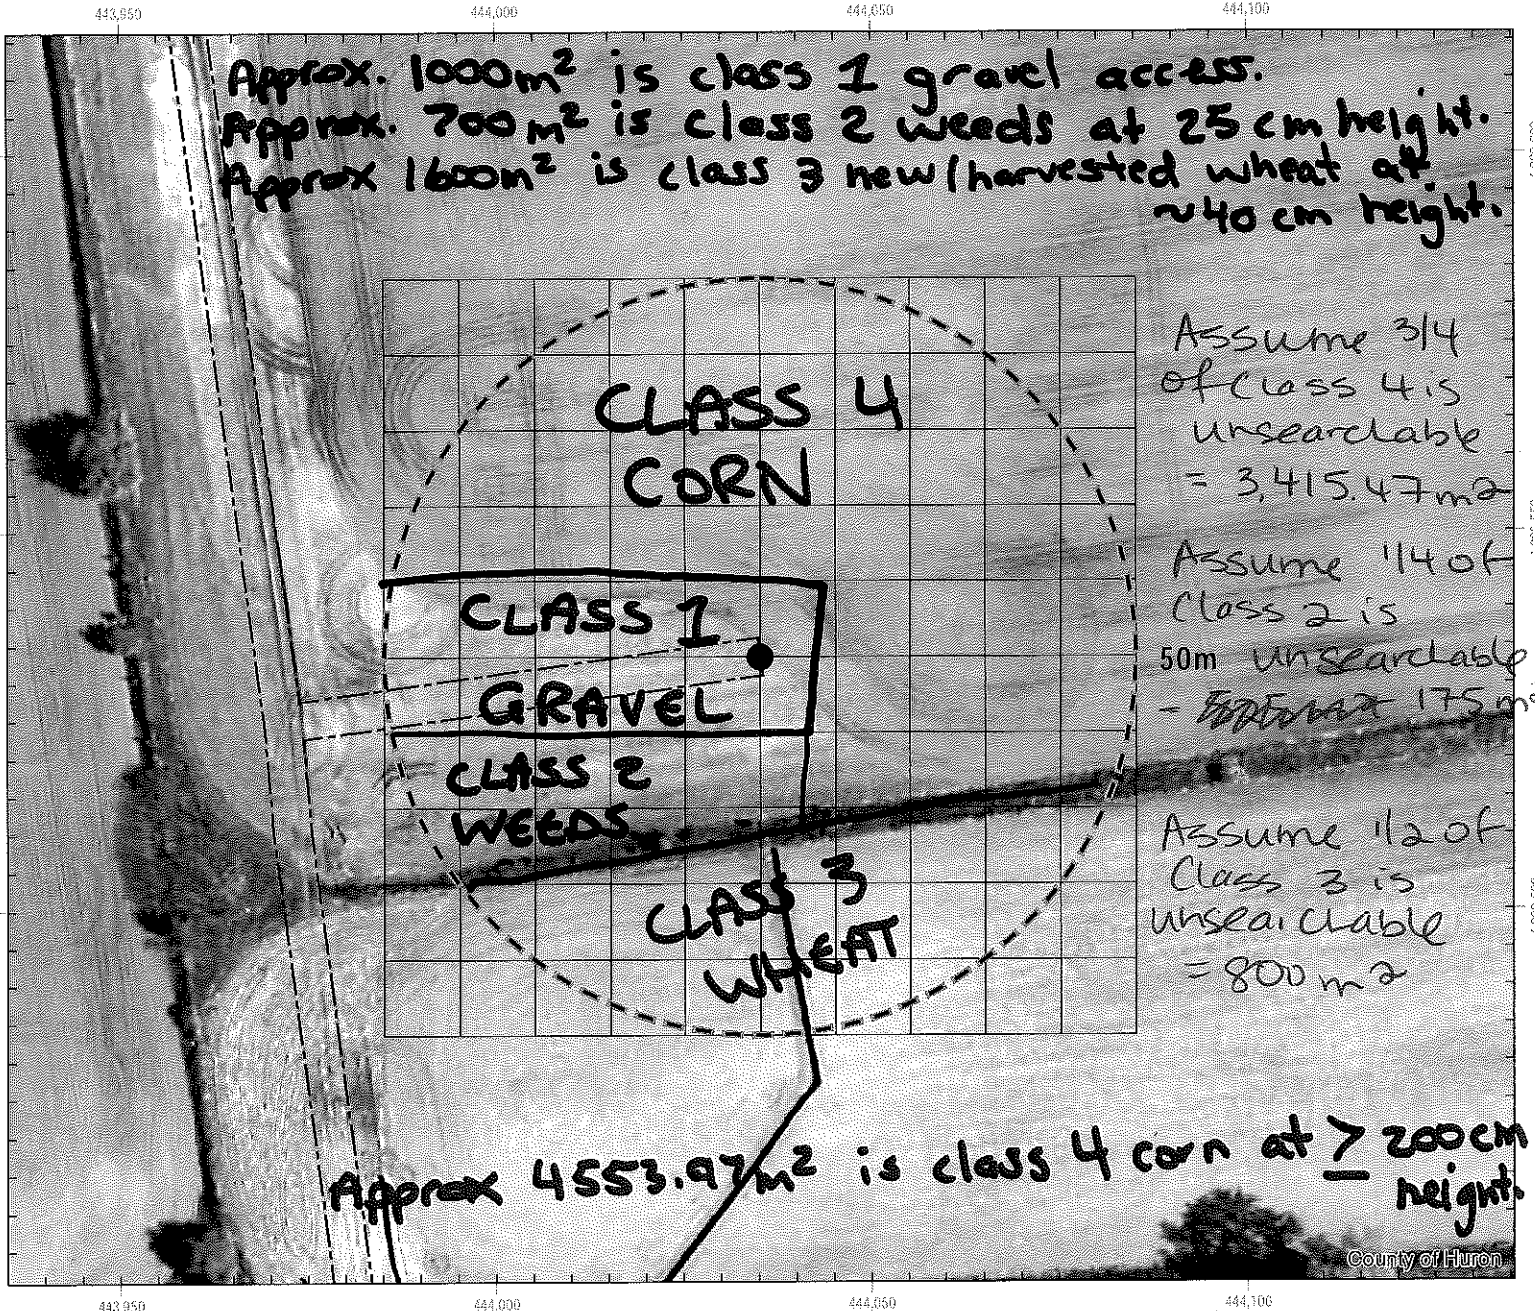 443,950 444,000 444,050 444,100
Approx. 1000m² is class 1 gravel access.
Approx. 700m² is class 2 weeds at 25cm height.
Approx 1600m² is class 3 new/harvested wheat at
~40cm height.
CLASS 4
CORN
Assume 3/4
of Class 4 is
unsearchable
= 3,415.47m2
CLASS 1
GRAVEL
CLASS 2
WEEDS
CLASS 3
WHEAT
Assume 1/4 of
Class 2 is
50m unsearchable
- 175m2
Assume 1/2 of
Class 3 is
unsearchable
= 800m2
Approx 4553.97m² is class 4 corn at ≥ 200cm
height.
County of Huron
443,950 444,000 444,050 444,100